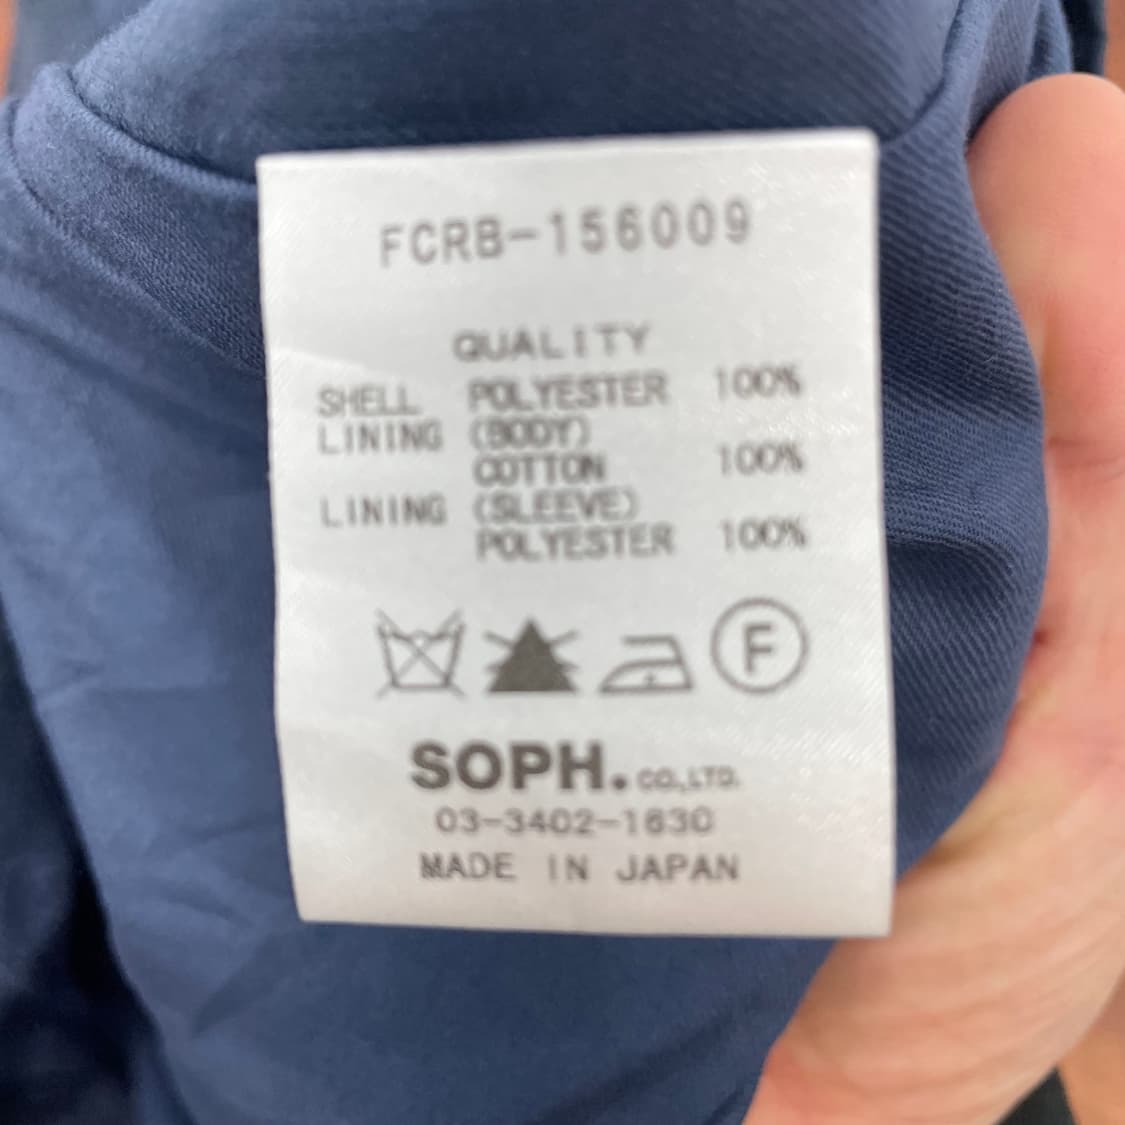 FCRB-156009
QUALITY
SHELL POLYESTER 100%
LINING (BODY)
COTTON 100%
LINING (SLEEVE)
POLYESTER 100%
F
SOPH. CO.,LTD.
03-3402-1630
MADE IN JAPAN